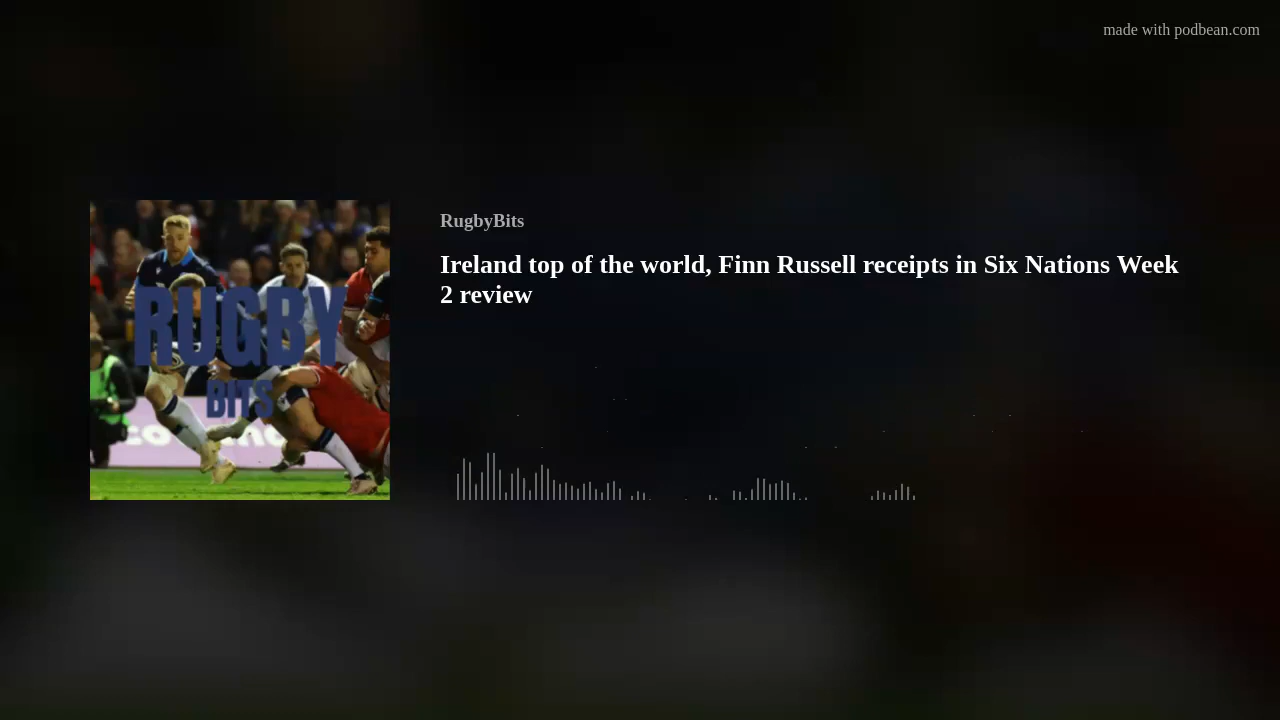 made with podbean.com
RugbyBits
Ireland top of the world, Finn Russell receipts in Six Nations Week
2 review
RUGBY
BITS